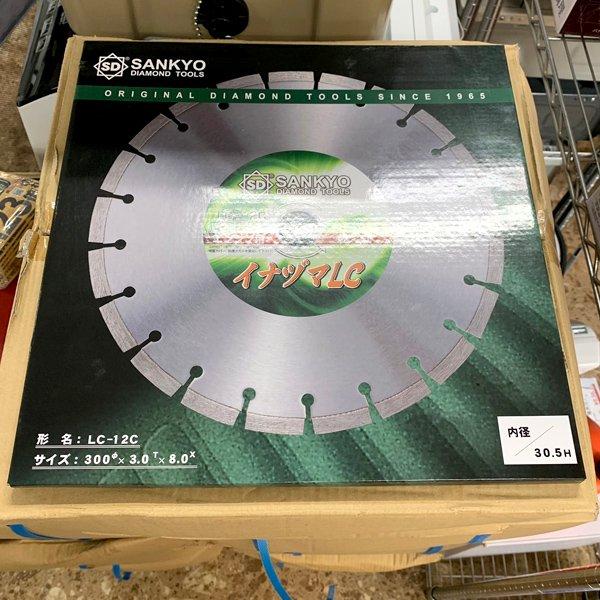 SD SANKYO
DIAMOND TOOLS
ORIGINAL DIAMOND TOOLS SINCE 1965
SD SANKYO
DIAMOND TOOLS
イナヅマLC
形 名：LC-12C
サイズ：300φ×3.0T×8.0X
内径
30.5H